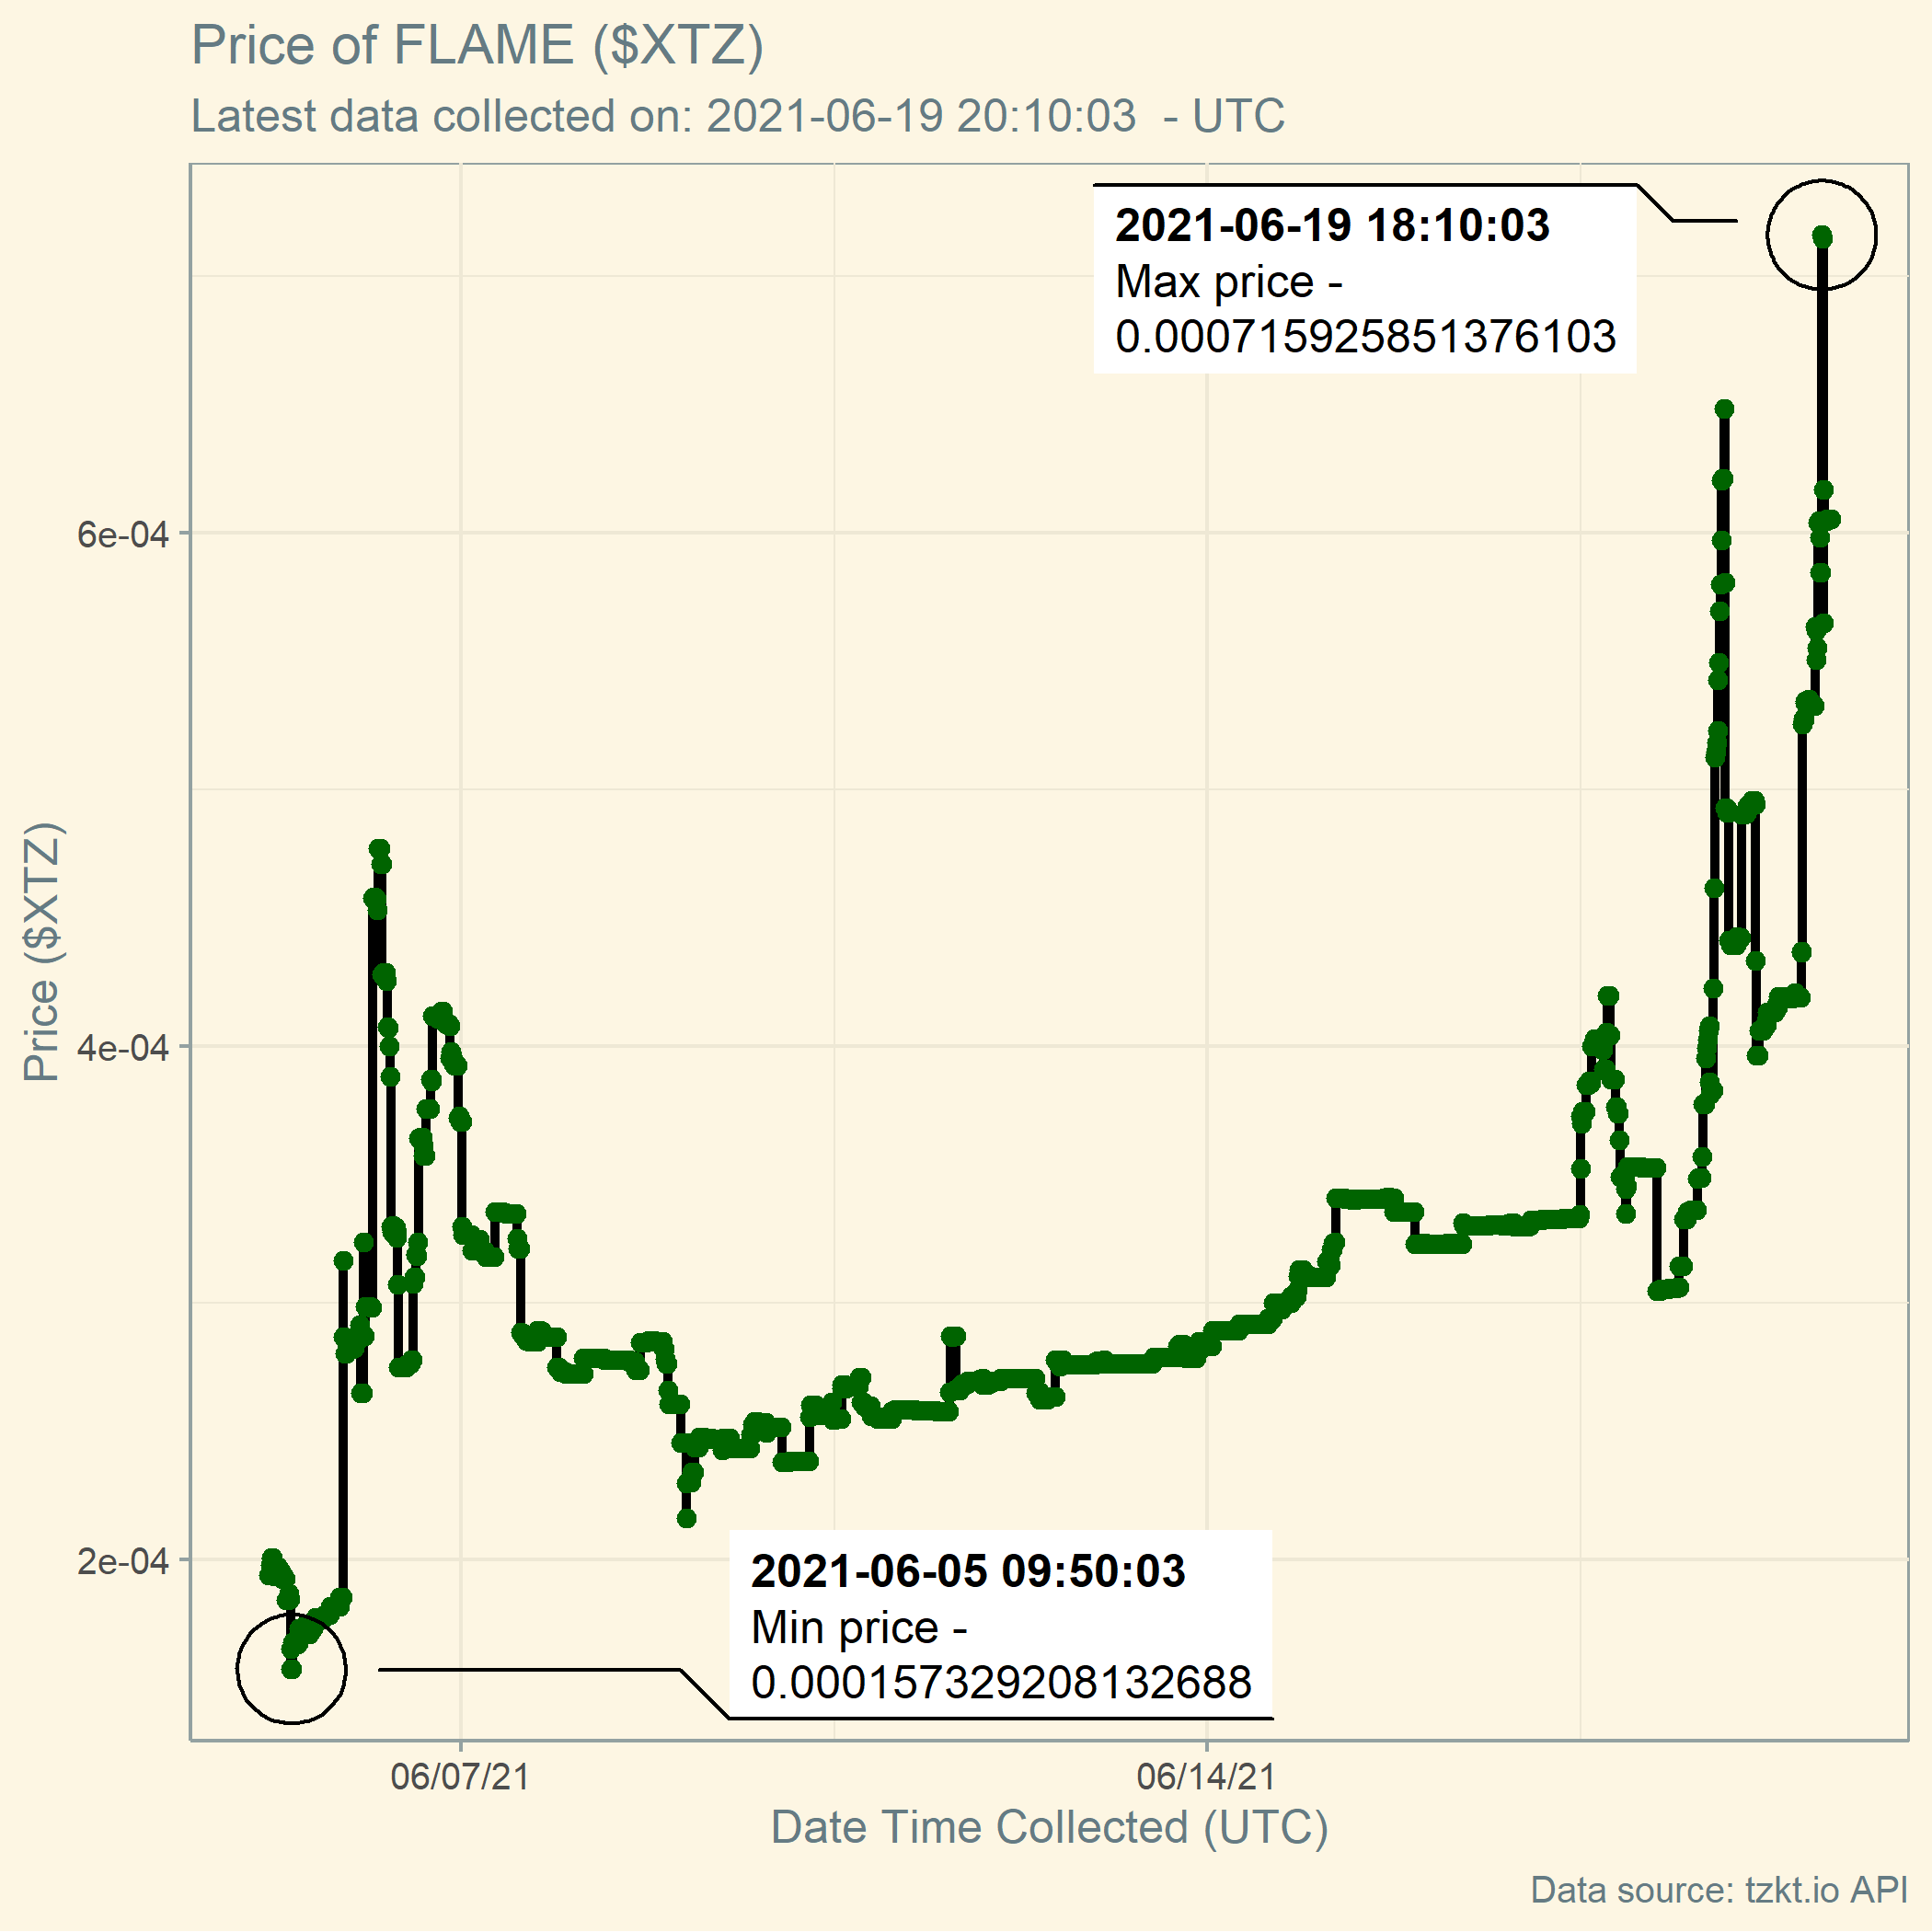 Price of FLAME ($XTZ)
Latest data collected on: 2021-06-19 20:10:03  - UTC
2021-06-19 18:10:03
Max price -
0.000715925851376103
6e-04
4e-04
2e-04
Price ($XTZ)
2021-06-05 09:50:03
Min price -
0.000157329208132688
06/07/21
06/14/21
Date Time Collected (UTC)
Data source: tzkt.io API